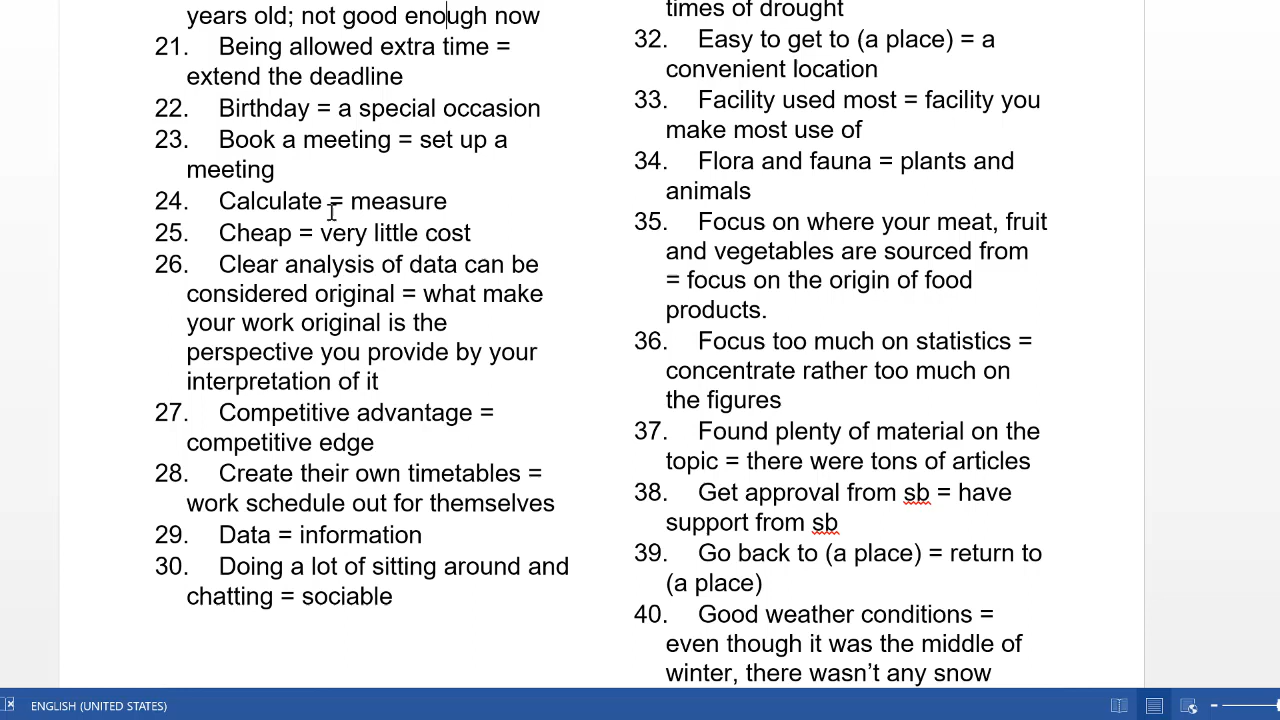 years old; not good enough now
21. Being allowed extra time =
extend the deadline
22. Birthday = a special occasion
23. Book a meeting = set up a
meeting
24. Calculate = measure
25. Cheap = very little cost
26. Clear analysis of data can be
considered original = what make
your work original is the
perspective you provide by your
interpretation of it
27. Competitive advantage =
competitive edge
28. Create their own timetables =
work schedule out for themselves
29. Data = information
30. Doing a lot of sitting around and
chatting = sociable
times of drought
32. Easy to get to (a place) = a
convenient location
33. Facility used most = facility you
make most use of
34. Flora and fauna = plants and
animals
35. Focus on where your meat, fruit
and vegetables are sourced from
= focus on the origin of food
products.
36. Focus too much on statistics =
concentrate rather too much on
the figures
37. Found plenty of material on the
topic = there were tons of articles
38. Get approval from sb = have
support from sb
39. Go back to (a place) = return to
(a place)
40. Good weather conditions =
even though it was the middle of
winter, there wasn’t any snow
ENGLISH (UNITED STATES)